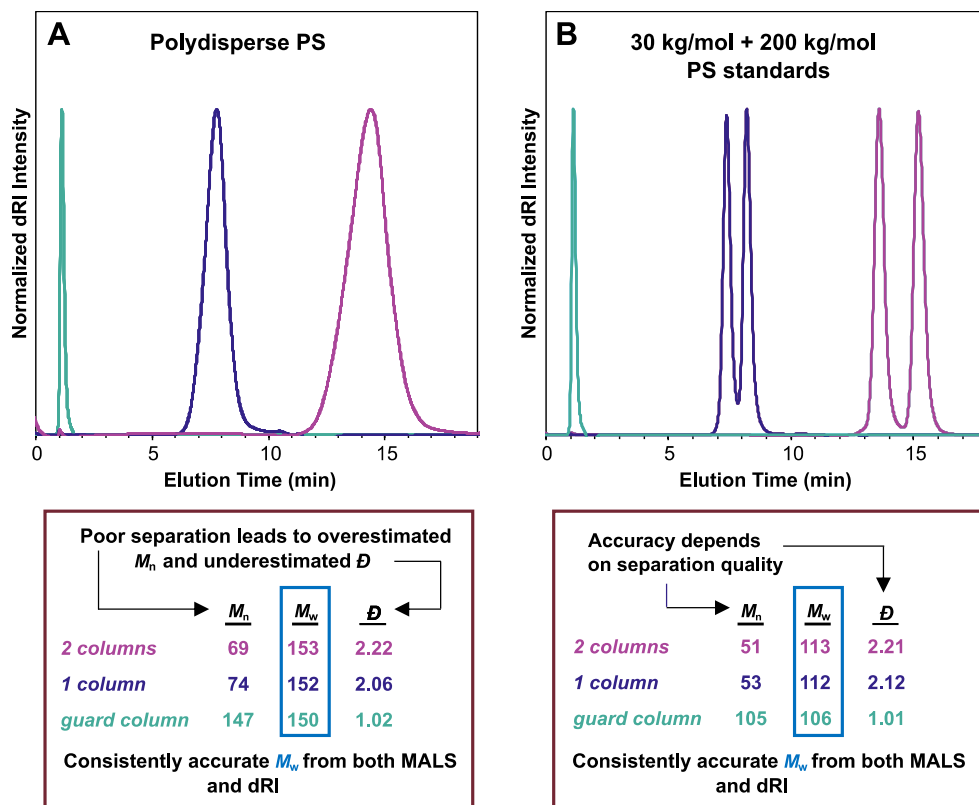 A
Polydisperse PS
Normalized dRI Intensity
0 5 10 15
Elution Time (min)
B
30 kg/mol + 200 kg/mol
PS standards
Normalized dRI Intensity
0 5 10 15
Elution Time (min)
Poor separation leads to overestimated
Mn and underestimated Đ
Mn Mw Đ
2 columns 69 153 2.22
1 column 74 152 2.06
guard column 147 150 1.02
Consistently accurate Mw from both MALS
and dRI
Accuracy depends
on separation quality
Mn Mw Đ
2 columns 51 113 2.21
1 column 53 112 2.12
guard column 105 106 1.01
Consistently accurate Mw from both MALS
and dRI